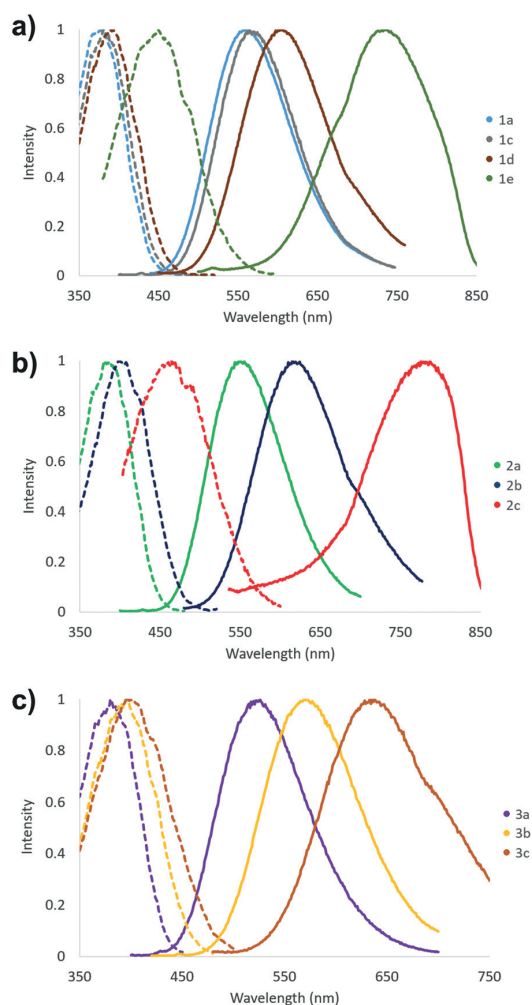 a)
1
0.8
0.6
0.4
0.2
0
Intensity
350 450 550 650 750 850
Wavelength (nm)
1a
1c
1d
1e
b)
1
0.8
0.6
0.4
0.2
0
Intensity
350 450 550 650 750 850
Wavelength (nm)
2a
2b
2c
c)
1
0.8
0.6
0.4
0.2
0
Intensity
350 450 550 650 750
Wavelength (nm)
3a
3b
3c